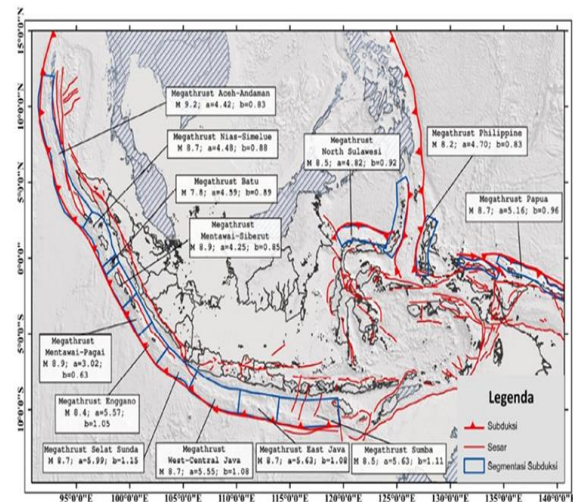 15°0'0"N
10°0'0"N
5°0'0"N
0°0'0"
5°0'0"S
10°0'0"S
Megathrust Aceh-Andaman
M 9.2; a=4.42; b=0.83
Megathrust Nias-Simelue
M 8.7; a=4.48; b=0.88
Megathrust Batu
M 7.8; a=4.59; b=0.89
Megathrust
Mentawai-Siberut
M 8.9; a=4.25; b=0.85
Megathrust
North Sulawesi
M 8.5; a=4.82; b=0.92
Megathrust Philippine
M 8.2; a=4.70; b=0.83
Megathrust Papua
M 8.7; a=5.16; b=0.96
Megathrust
Mentawai-Pagai
M 8.9; a=3.02;
b=0.63
Megathrust Enggano
M 8.4; a=5.57;
b=1.05
Megathrust Selat Sunda
M 8.7; a=5.99; b=1.15
Megathrust
West-Central Java
M 8.7; a=5.55; b=1.08
Megathrust East Java
M 8.7; a=5.63; b=1.08
Megathrust Sumba
M 8.5; a=5.63; b=1.11
Legenda
Subduksi
Sesar
Segmentasi Subduksi
95°0'0"E
100°0'0"E
105°0'0"E
110°0'0"E
115°0'0"E
120°0'0"E
125°0'0"E
130°0'0"E
135°0'0"E
140°0'0"E